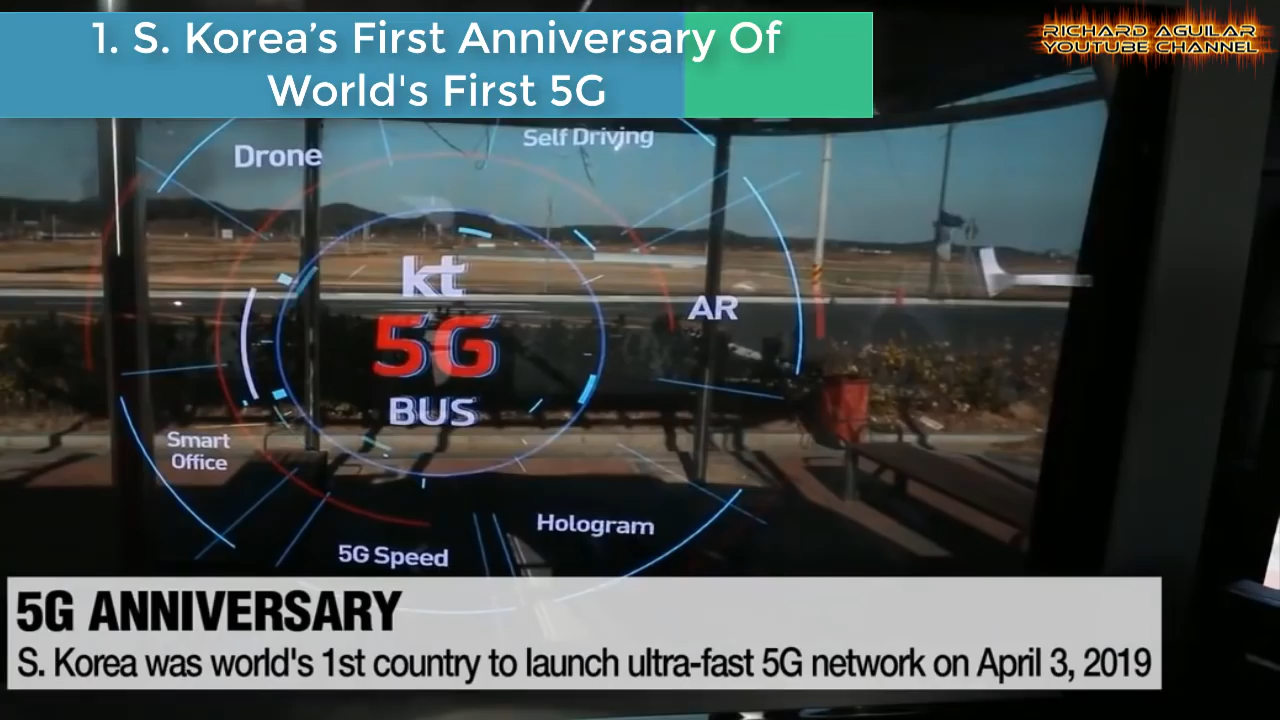 1. S. Korea’s First Anniversary Of
World's First 5G
RICHARD AGUILAR
YOUTUBE CHANNEL
Self Driving
Drone
kt
5G
BUS
AR
Smart
Office
Hologram
5G Speed
5G ANNIVERSARY
S. Korea was world's 1st country to launch ultra-fast 5G network on April 3, 2019